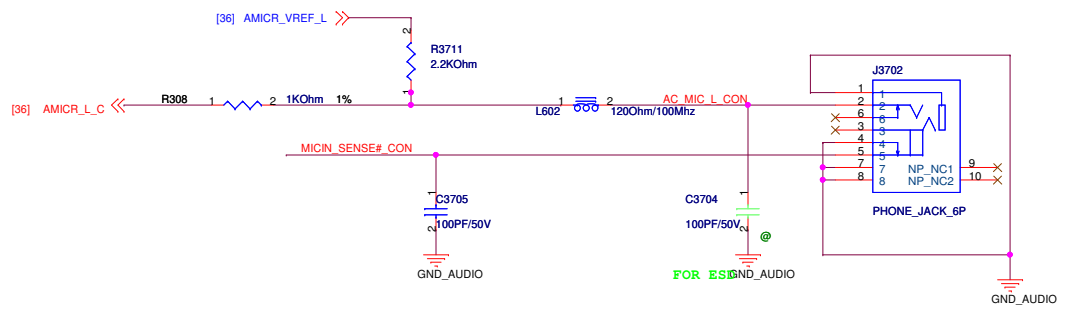 [36] AMICR_VREF_L
2
R3711
2.2KOhm
1
J3702
[36] AMICR_L_C
R308 1 2 1KOhm 1%
L602 1 2 120Ohm/100Mhz
AC_MIC_L_CON
1 1
2 2
6 6
3 3
4 4
5 5
7 7
8 8
NP_NC1 9
NP_NC2 10
PHONE_JACK_6P
MICIN_SENSE#_CON
1
C3705
100PF/50V
2
GND_AUDIO
1
C3704
100PF/50V
2
@
FOR ESD
GND_AUDIO
GND_AUDIO